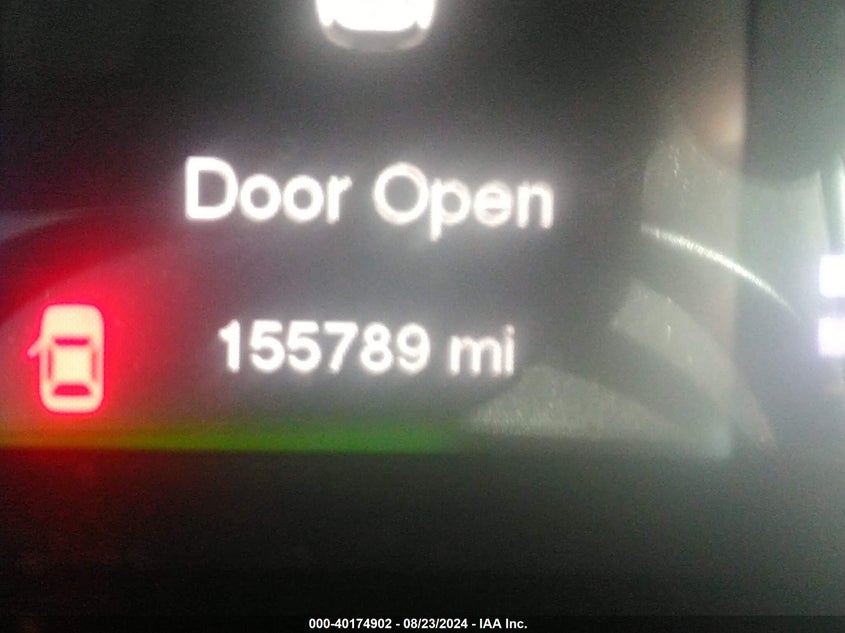 Door Open
155789 mi
000-40174902 - 08/23/2024 - IAA Inc.